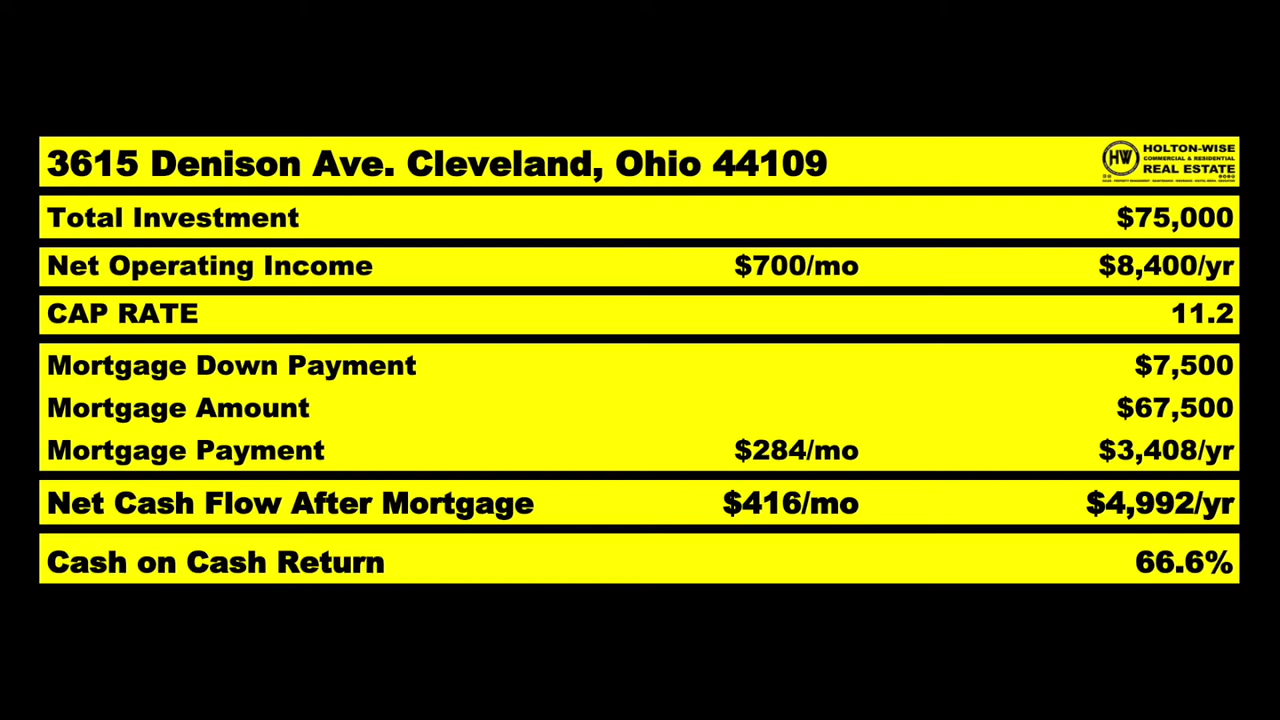 3615 Denison Ave. Cleveland, Ohio 44109
HOLTON-WISE
COMMERCIAL & RESIDENTIAL
REAL ESTATE
HW
Total Investment $75,000
Net Operating Income $700/mo $8,400/yr
CAP RATE 11.2
Mortgage Down Payment $7,500
Mortgage Amount $67,500
Mortgage Payment $284/mo $3,408/yr
Net Cash Flow After Mortgage $416/mo $4,992/yr
Cash on Cash Return 66.6%